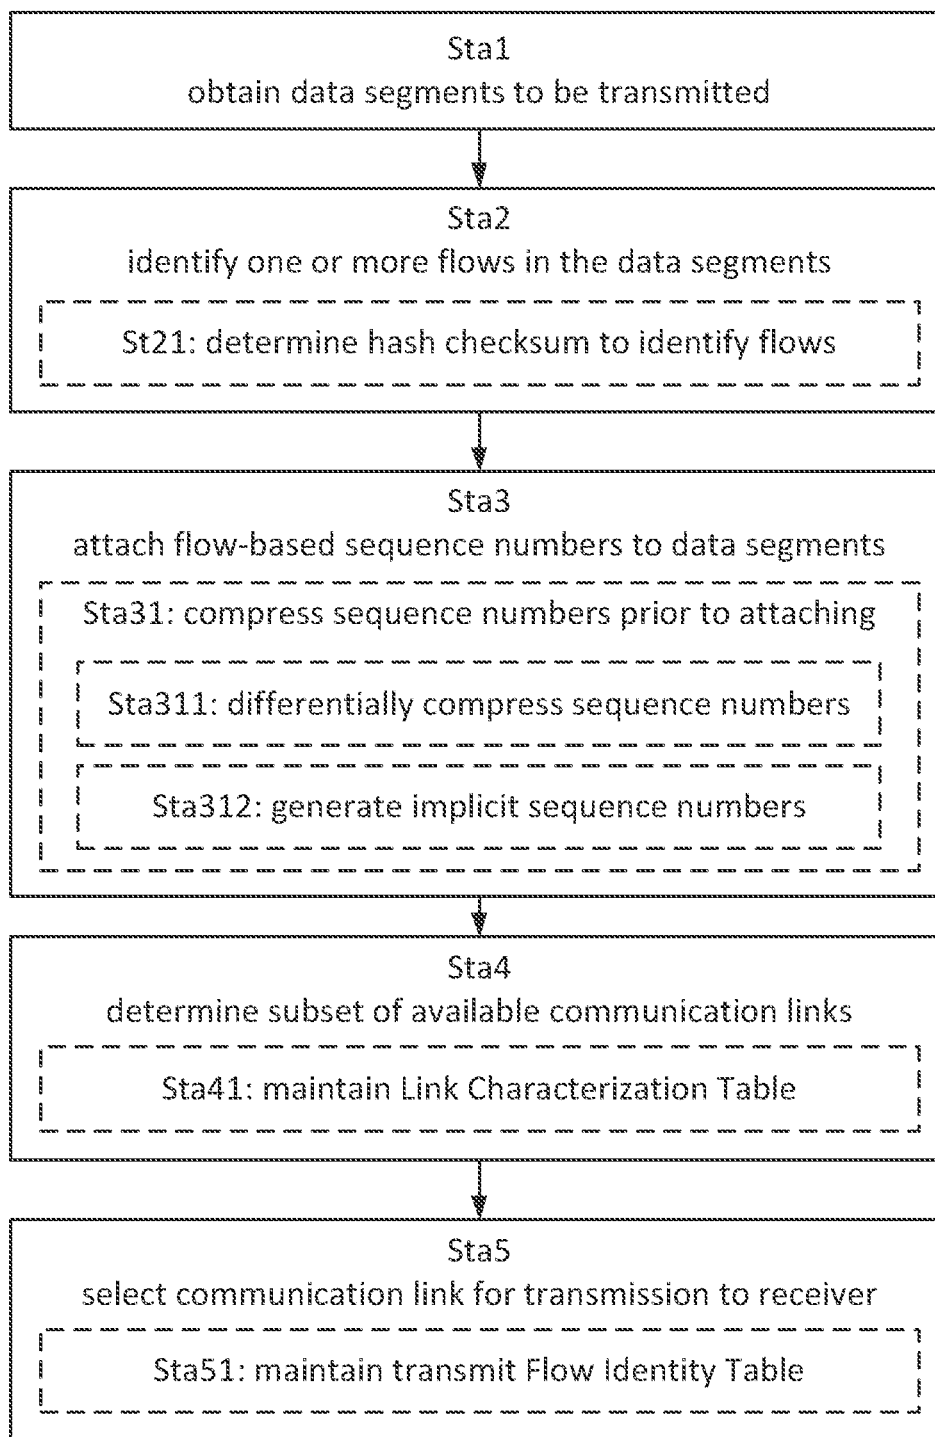 Sta1
obtain data segments to be transmitted
Sta2
identify one or more flows in the data segments
St21: determine hash checksum to identify flows
Sta3
attach flow-based sequence numbers to data segments
Sta31: compress sequence numbers prior to attaching
Sta311: differentially compress sequence numbers
Sta312: generate implicit sequence numbers
Sta4
determine subset of available communication links
Sta41: maintain Link Characterization Table
Sta5
select communication link for transmission to receiver
Sta51: maintain transmit Flow Identity Table